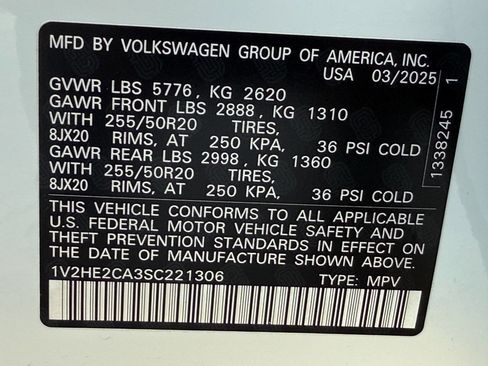 MFD BY VOLKSWAGEN GROUP OF AMERICA, INC.
USA 03/2025
GVWR LBS 5776, KG 2620
GAWR FRONT LBS 2888, KG 1310
WITH 255/50R20 TIRES,
8JX20 RIMS, AT 250 KPA, 36 PSI COLD
GAWR REAR LBS 2998, KG 1360
WITH 255/50R20 TIRES,
8JX20 RIMS, AT 250 KPA, 36 PSI COLD
THIS VEHICLE CONFORMS TO ALL APPLICABLE
U.S. FEDERAL MOTOR VEHICLE SAFETY AND
THEFT PREVENTION STANDARDS IN EFFECT ON
THE DATE OF MANUFACTURE SHOWN ABOVE.
1V2HE2CA3SC221306 TYPE: MPV
1338245 1